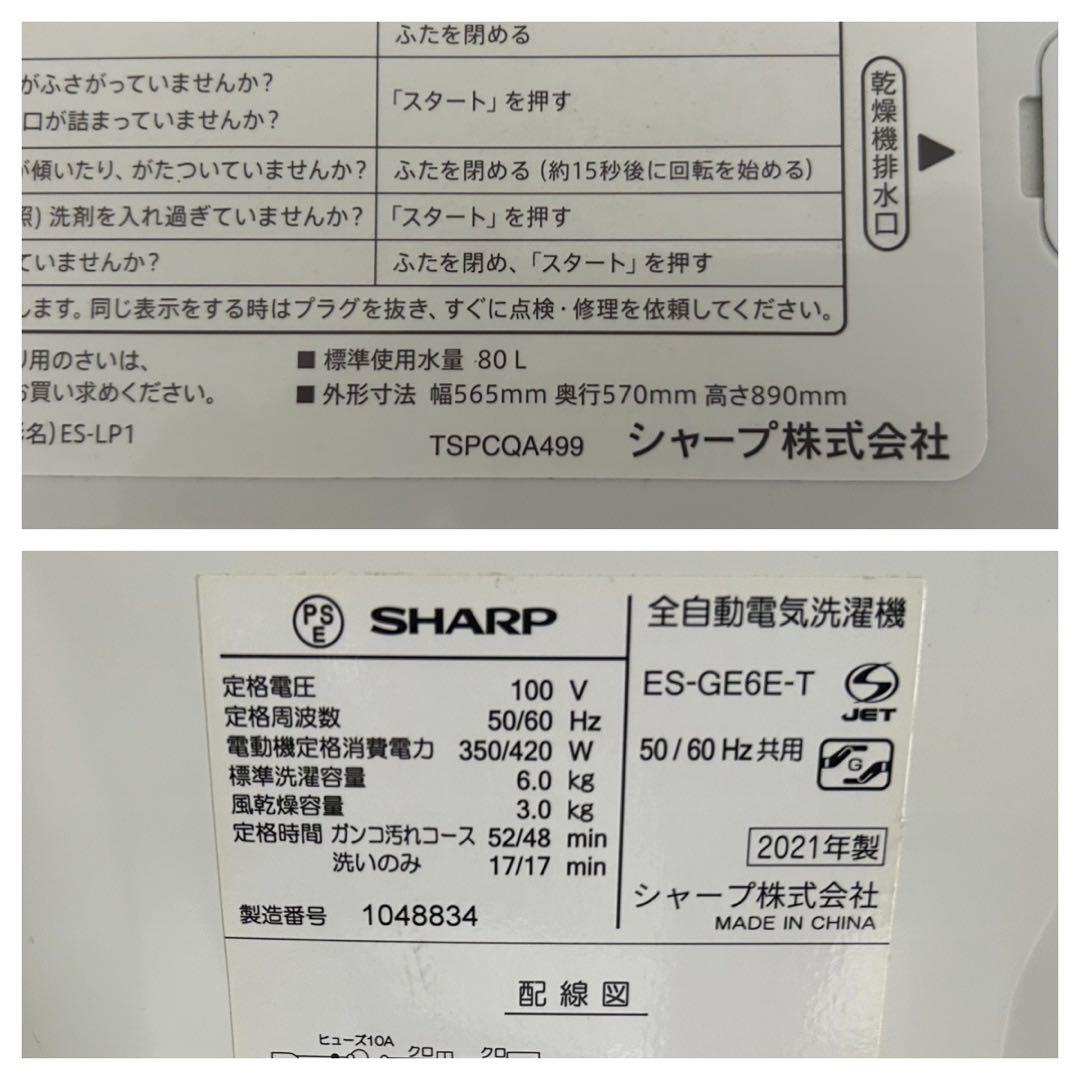 ふたを閉める
がふさがっていませんか?
口が詰まっていませんか?
「スタート」を押す
傾いたり、がたついていませんか?
ふたを閉める(約15秒後に回転を始める)
照)洗剤を入れ過ぎていませんか?
「スタート」を押す
ていませんか?
ふたを閉め、「スタート」を押す
します。同じ表示をする時はプラグを抜き、すぐに点検・修理を依頼してください。
乾燥機排水口 ▶
用のさいは、
お買い求めください。
名)ES-LP1
■ 標準使用水量 80L
■ 外形寸法 幅565mm 奥行570mm 高さ890mm
TSPCQA499 シャープ株式会社
PSE SHARP
定格電圧 100 V
定格周波数 50/60 Hz
電動機定格消費電力 350/420 W
標準洗濯容量 6.0 kg
風乾燥容量 3.0 kg
定格時間 ガンコ汚れコース 52/48 min
洗いのみ 17/17 min
製造番号 1048834
全自動電気洗濯機
ES-GE6E-T
JET
50/60Hz共用
G
2021年製
シャープ株式会社
MADE IN CHINA
配線図
ヒューズ10A